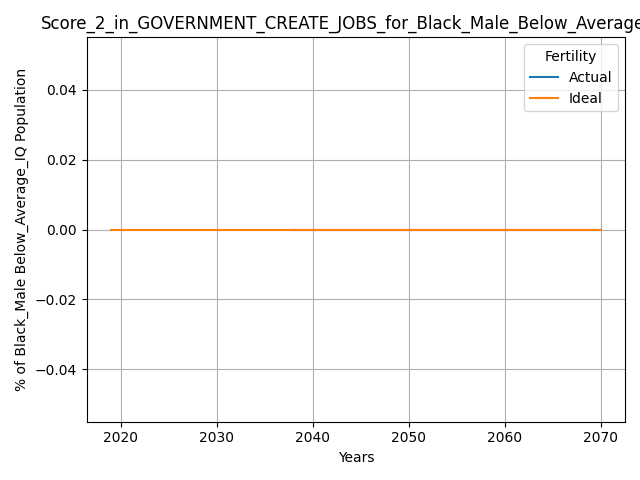 Score_2_in_GOVERNMENT_CREATE_JOBS_for_Black_Male_Below_Average
Fertility
Actual
Ideal
% of Black_Male Below_Average_IQ Population
0.04
0.02
0.00
−0.02
−0.04
2020 2030 2040 2050 2060 2070
Years